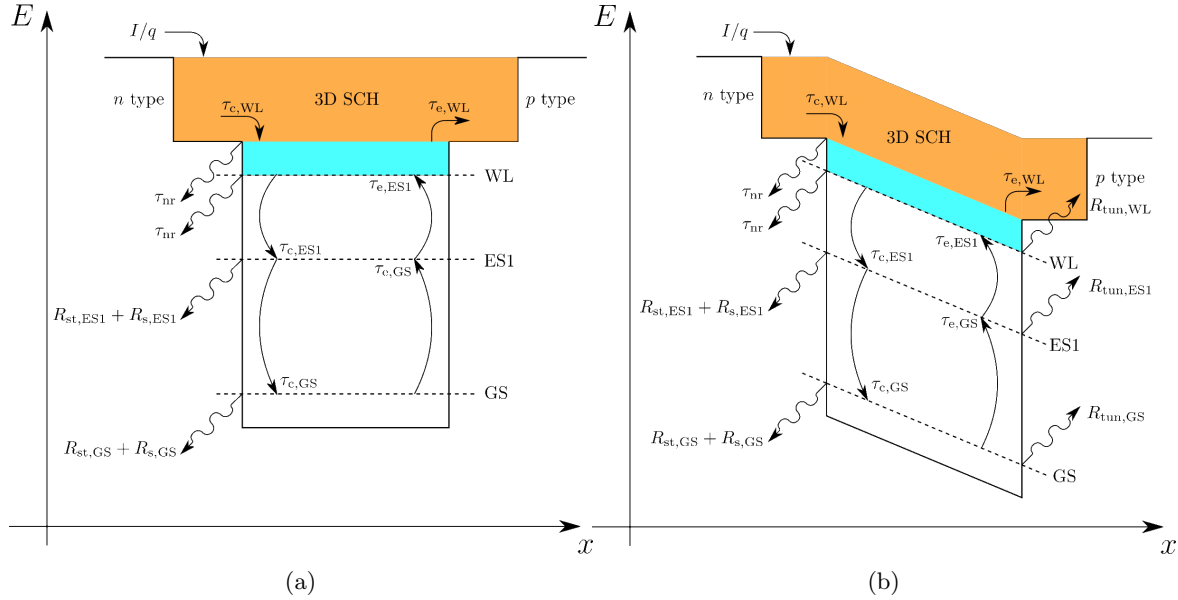 E
I/q
n type
3D SCH
p type
τc,WL
τe,WL
WL
τnr
τe,ES1
τnr
τc,ES1
ES1
τc,GS
Rst,ES1 + Rs,ES1
τc,GS
GS
Rst,GS + Rs,GS
x
(a)
E
I/q
n type
τc,WL
3D SCH
p type
τe,WL
τnr
Rtun,WL
τnr
τe,ES1
τc,ES1
WL
Rtun,ES1
Rst,ES1 + Rs,ES1
τe,GS
ES1
τc,GS
Rtun,GS
Rst,GS + Rs,GS
GS
x
(b)